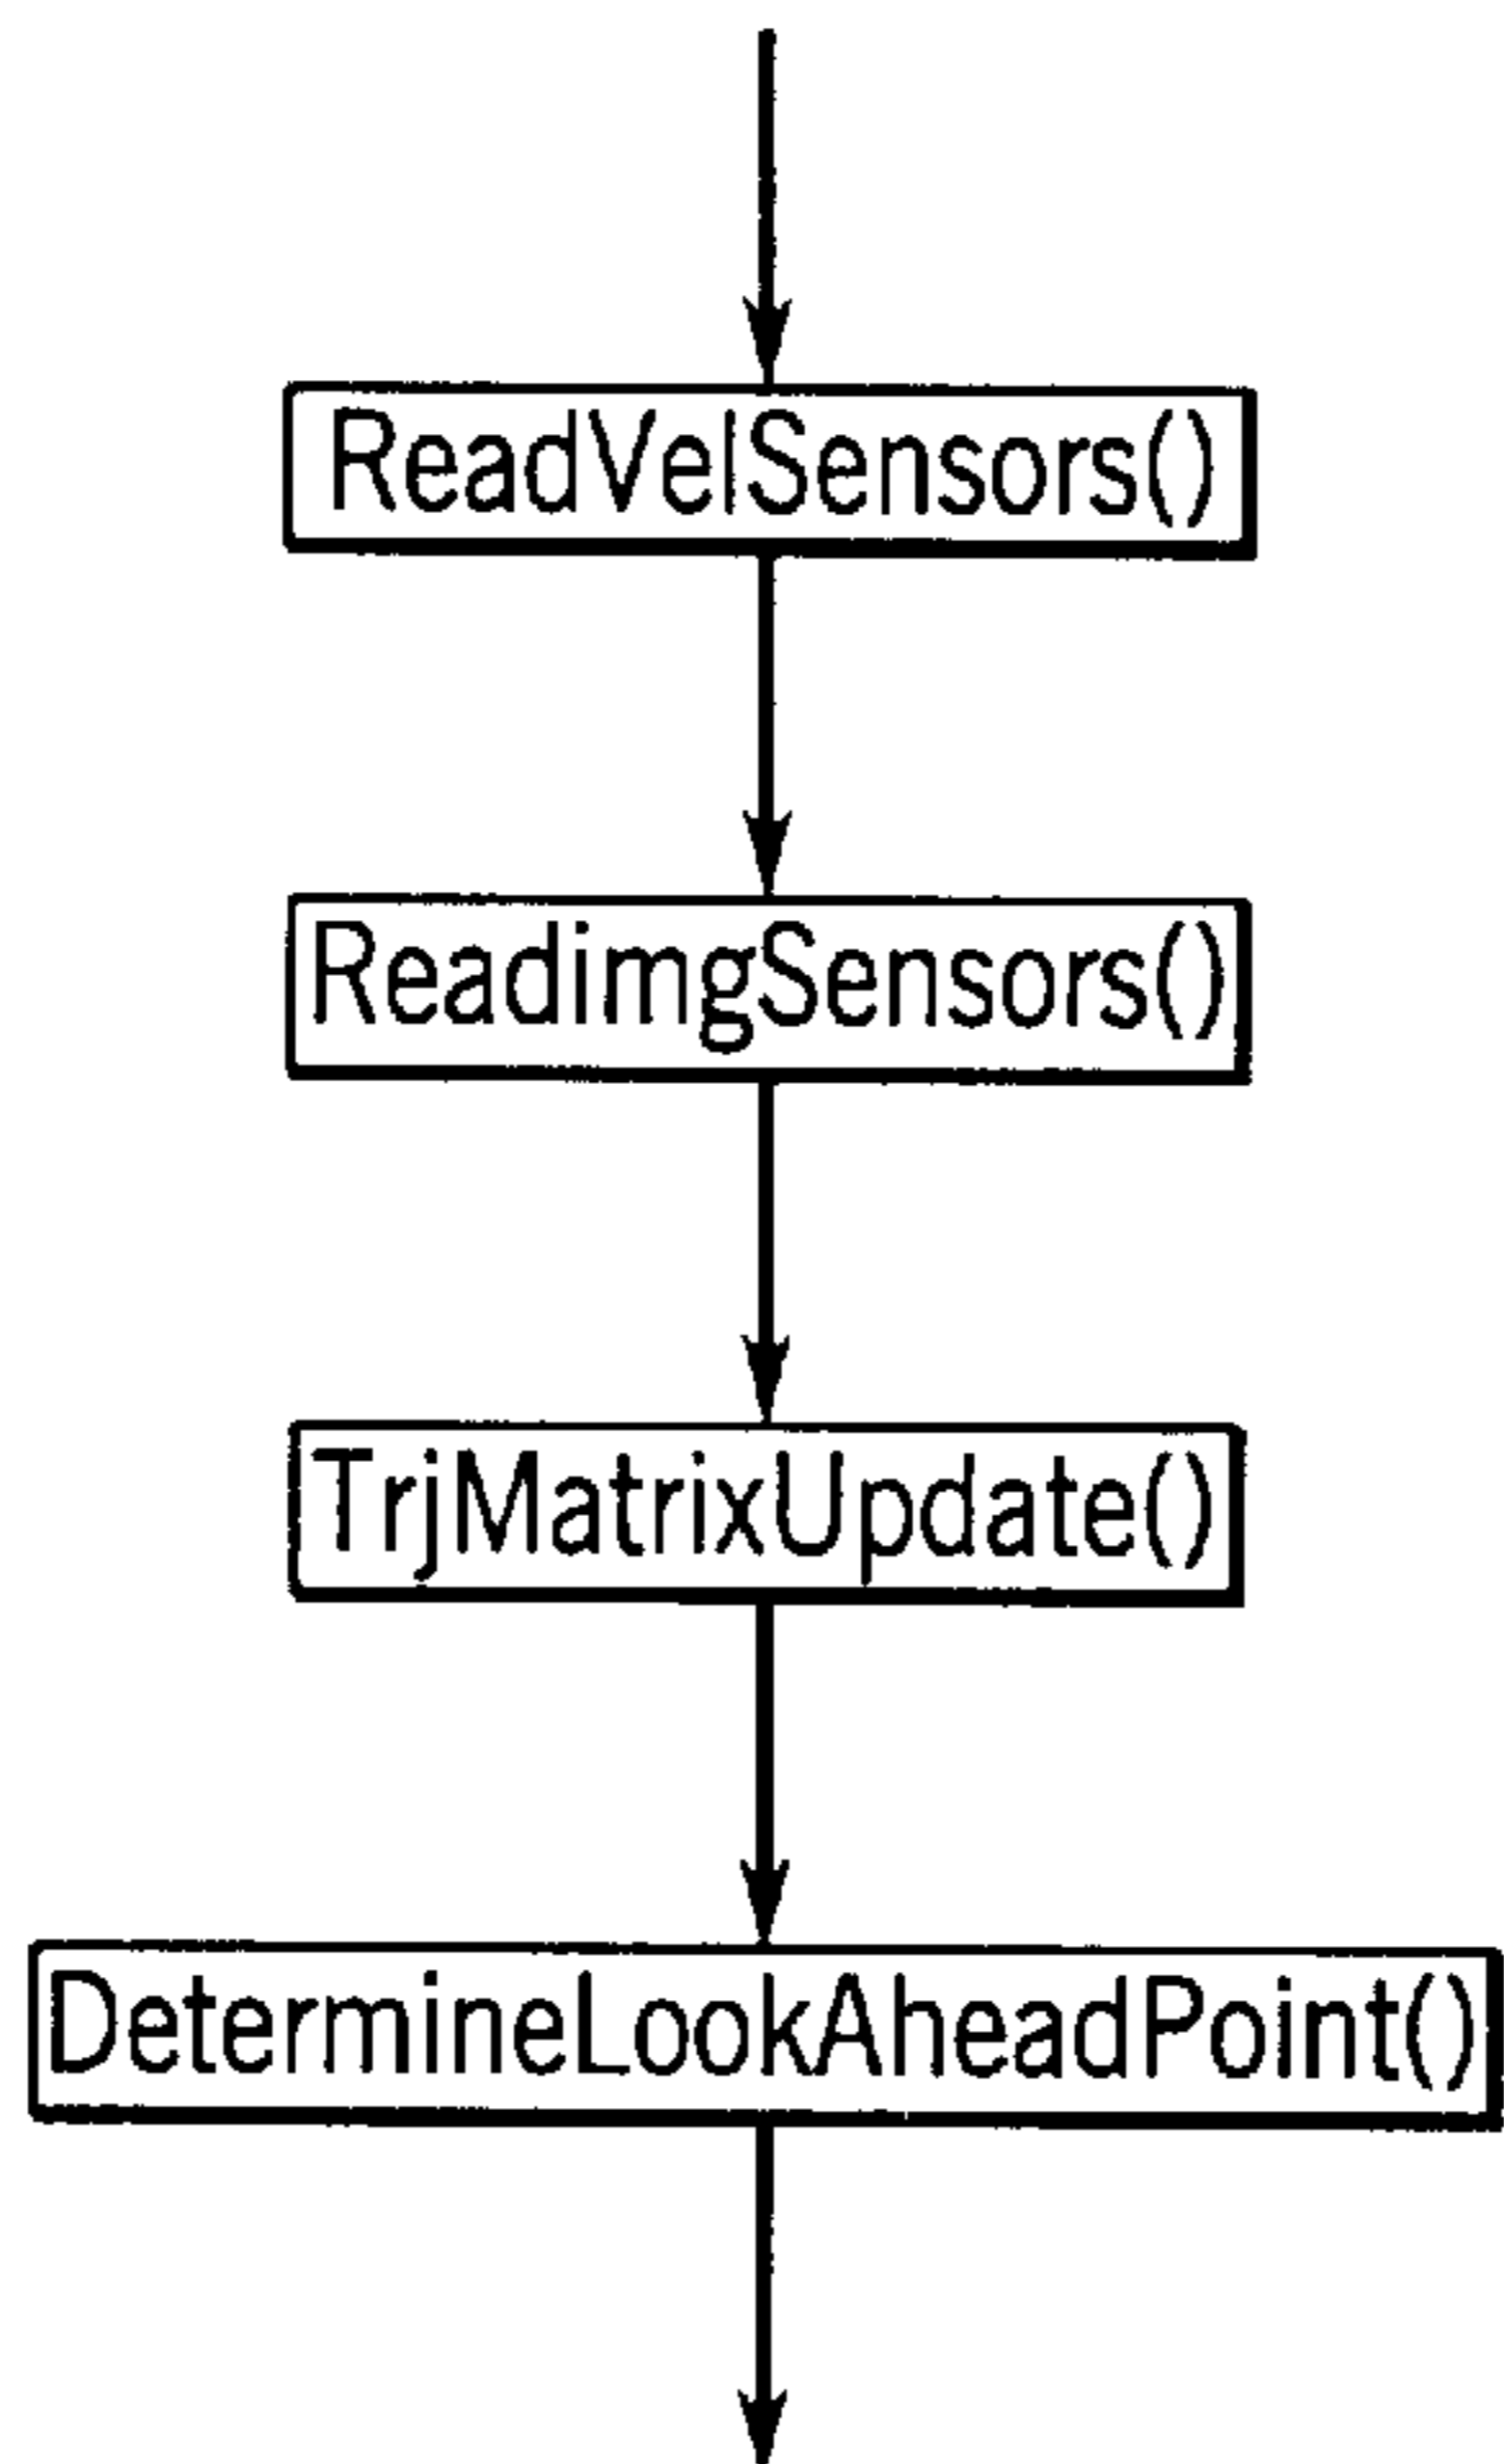 ReadVelSensors()
ReadimgSensors()
TrjMatrixUpdate()
DetermineLookAheadPoint()